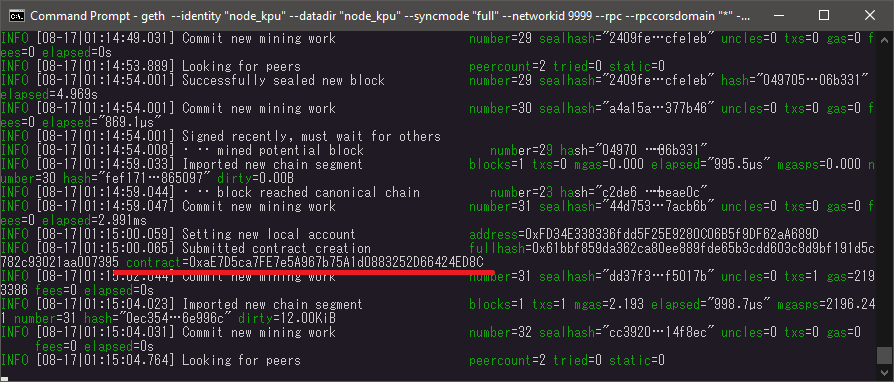 Command Prompt - geth --identity "node_kpu" --datadir "node_kpu" --syncmode "full" --networkid 9999 --rpc --rpccorsdomain "*" -...
INFO [08-17|01:14:49.031] Commit new mining work number=29 sealhash="2409fe…cfe1eb" uncles=0 txs=0 gas=0 f
ees=0 elapsed=0s
INFO [08-17|01:14:53.889] Looking for peers peercount=2 tried=0 static=0
INFO [08-17|01:14:54.001] Successfully sealed new block number=29 sealhash="2409fe…cfe1eb" hash="049705…06b331"
elapsed=4.969s
INFO [08-17|01:14:54.001] Commit new mining work number=30 sealhash="a4a15a…377b46" uncles=0 txs=0 gas=0 f
ees=0 elapsed="869.1µs"
INFO [08-17|01:14:54.001] Signed recently, must wait for others
INFO [08-17|01:14:54.008] mined potential block number=29 hash="04970 …06b331"
INFO [08-17|01:14:59.033] Imported new chain segment blocks=1 txs=0 mgas=0.000 elapsed="995.5µs" mgasps=0.000 n
umber=30 hash="fef171…865097" dirty=0.00B
INFO [08-17|01:14:59.044] block reached canonical chain number=23 hash="c2de6 …beae0c"
INFO [08-17|01:14:59.047] Commit new mining work number=31 sealhash="44d753…7acb6b" uncles=0 txs=0 gas=0 f
ees=0 elapsed=2.991ms
INFO [08-17|01:15:00.059] Setting new local account address=0xFD34E338336fdd5F25E9280C06B5f9DF62aA689D
INFO [08-17|01:15:00.065] Submitted contract creation fullhash=0x61bbf859da362ca80ee889fde65b3cdd603c8d9bf191d5c
782c93021aa007395 contract=0xaE7D5ca7FE7e5A967b75A1d0883252D66424ED8C
INFO [08-17|01:15:02.044] Commit new mining work number=31 sealhash="dd37f3…f5017b" uncles=0 txs=1 gas=219
3386 fees=0 elapsed=0s
INFO [08-17|01:15:04.023] Imported new chain segment blocks=1 txs=1 mgas=2.193 elapsed="998.7µs" mgasps=2196.24
1 number=31 hash="0ec354…6e996c" dirty=12.00KiB
INFO [08-17|01:15:04.031] Commit new mining work number=32 sealhash="cc3920…14f8ec" uncles=0 txs=0 gas=0
fees=0 elapsed=0s
INFO [08-17|01:15:04.764] Looking for peers peercount=2 tried=0 static=0